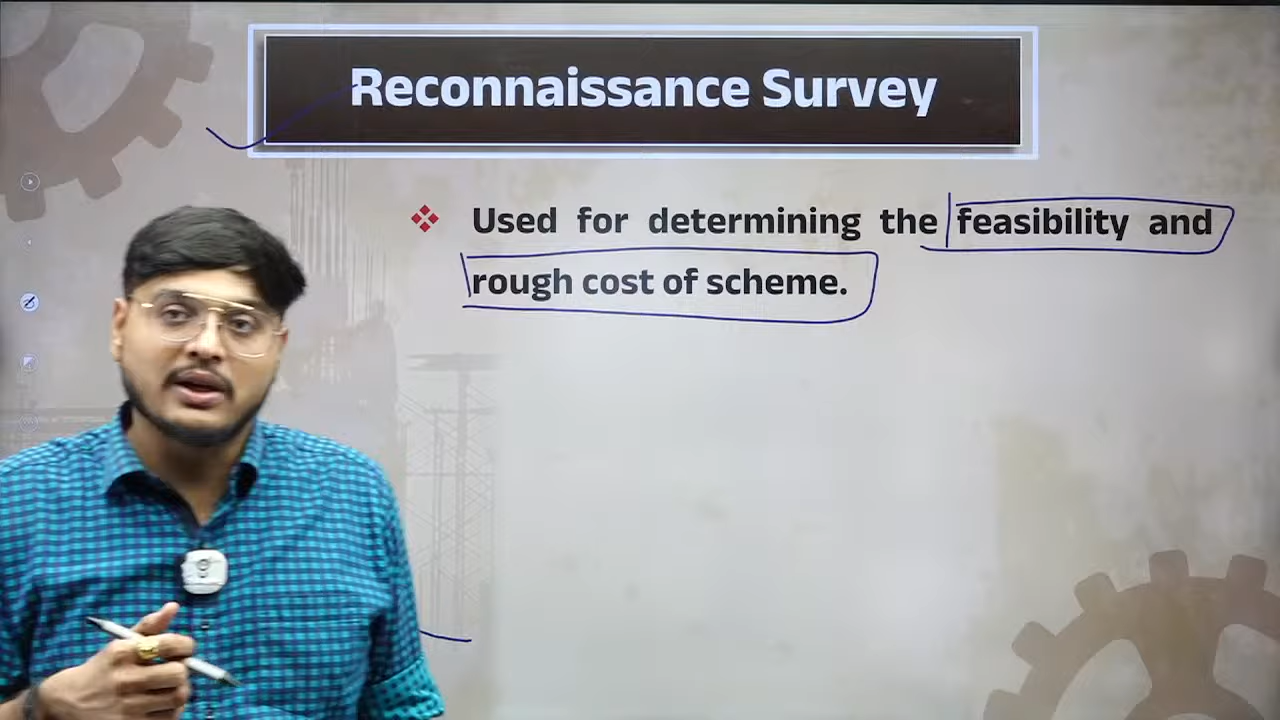 Reconnaissance Survey
Used for determining the feasibility and
rough cost of scheme.